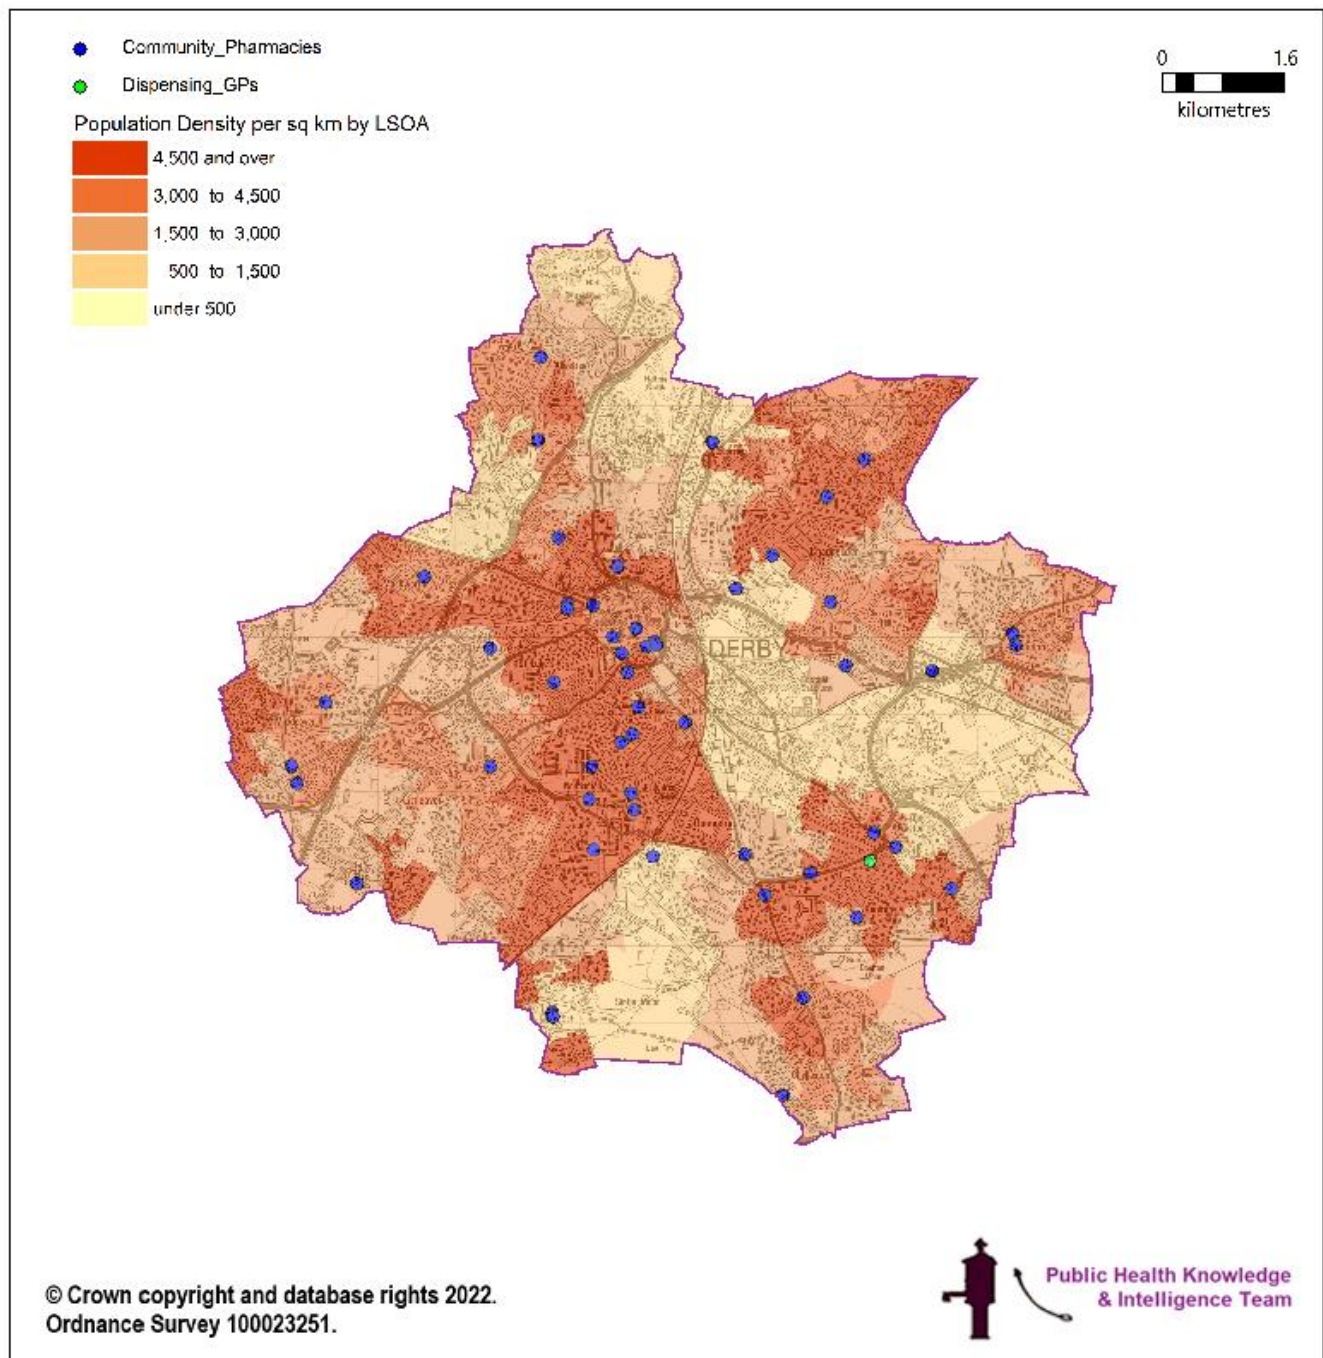 Community_Pharmacies
Dispensing_GPs
Population Density per sq km by LSOA
4,500 and over
3,000 to 4,500
1,500 to 3,000
500 to 1,500
under 500
0 1.6
kilometres
DERBY
© Crown copyright and database rights 2022.
Ordnance Survey 100023251.
Public Health Knowledge
& Intelligence Team